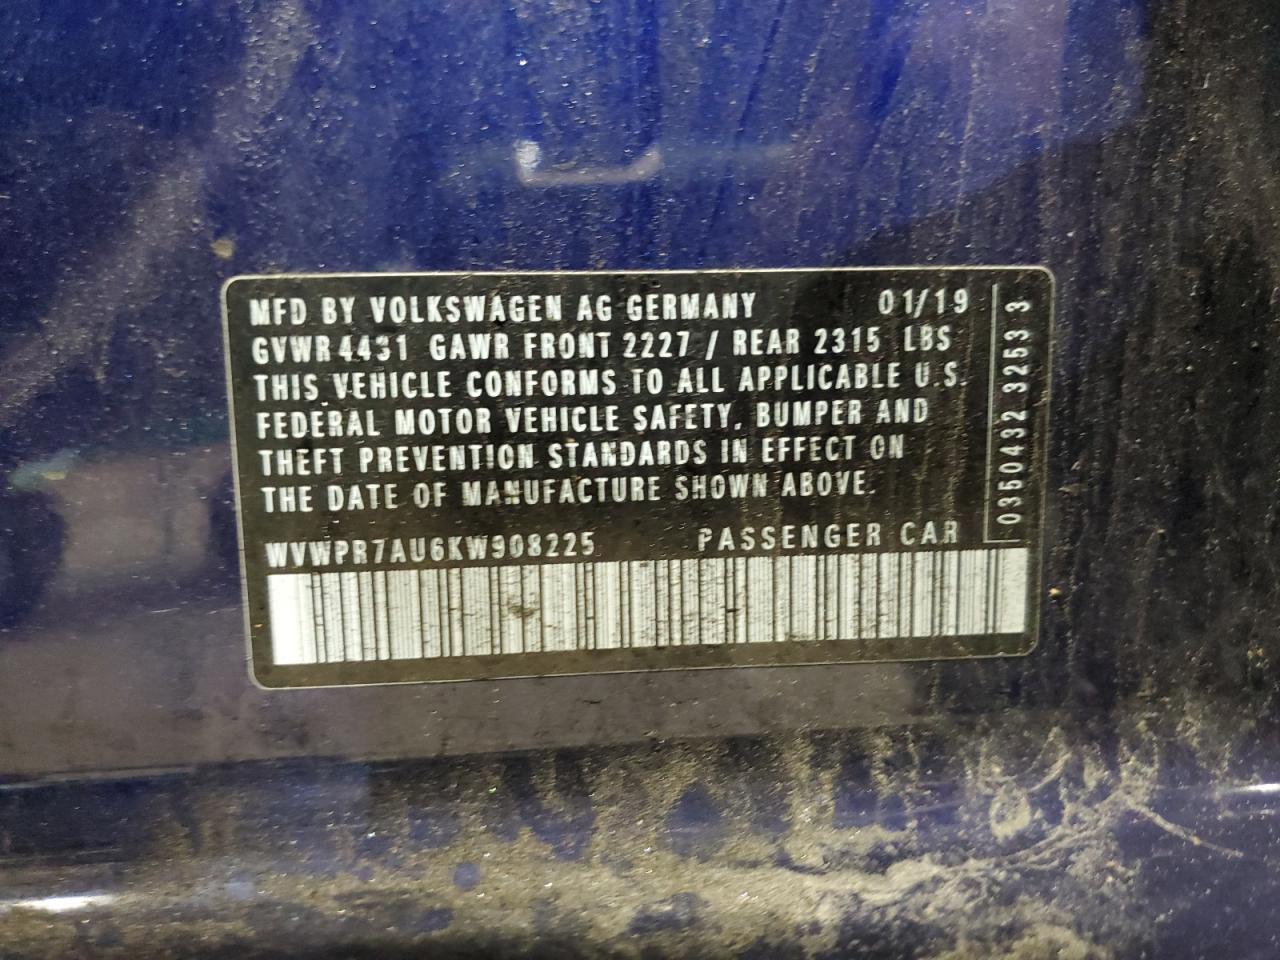 MFD BY VOLKSWAGEN AG GERMANY 01/19
GVWR 4431 GAWR FRONT 2227 / REAR 2315 LBS
THIS VEHICLE CONFORMS TO ALL APPLICABLE U.S.
FEDERAL MOTOR VEHICLE SAFETY, BUMPER AND
THEFT PREVENTION STANDARDS IN EFFECT ON
THE DATE OF MANUFACTURE SHOWN ABOVE.
WVWPR7AU6KW908225 PASSENGER CAR
0350432 3253 3